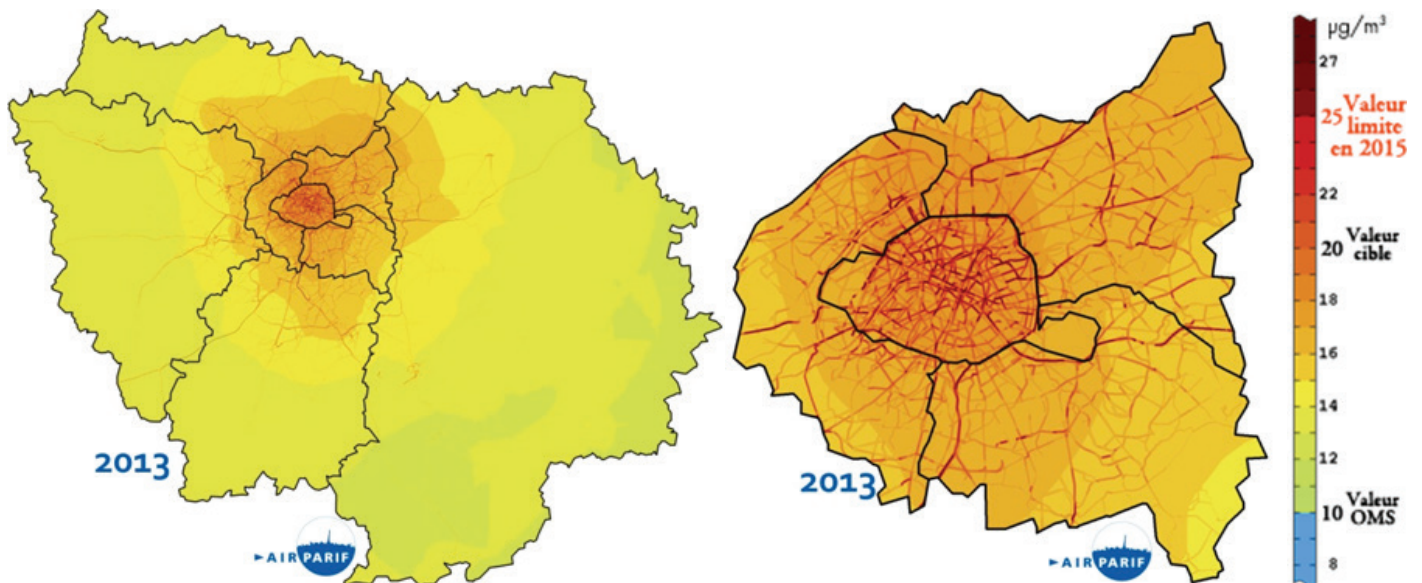 2013
AIRPARIF
2013
AIRPARIF
µg/m³
27
25 Valeur
limite
en 2015
22
20 Valeur
cible
18
16
14
12
10 Valeur
OMS
8